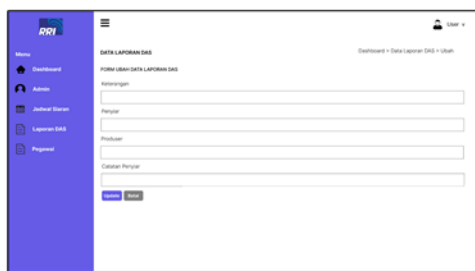 RRI
User v
Menu
DATA LAPORAN DAS
Dashboard > Data Laporan DAS > Ubah
Dashboard
FORM UBAH DATA LAPORAN DAS
Admin
Keterangan
Jadwal Siaran
Penyiar
Laporan DAS
Produser
Pegawai
Catatan Penyiar
Update
Batal